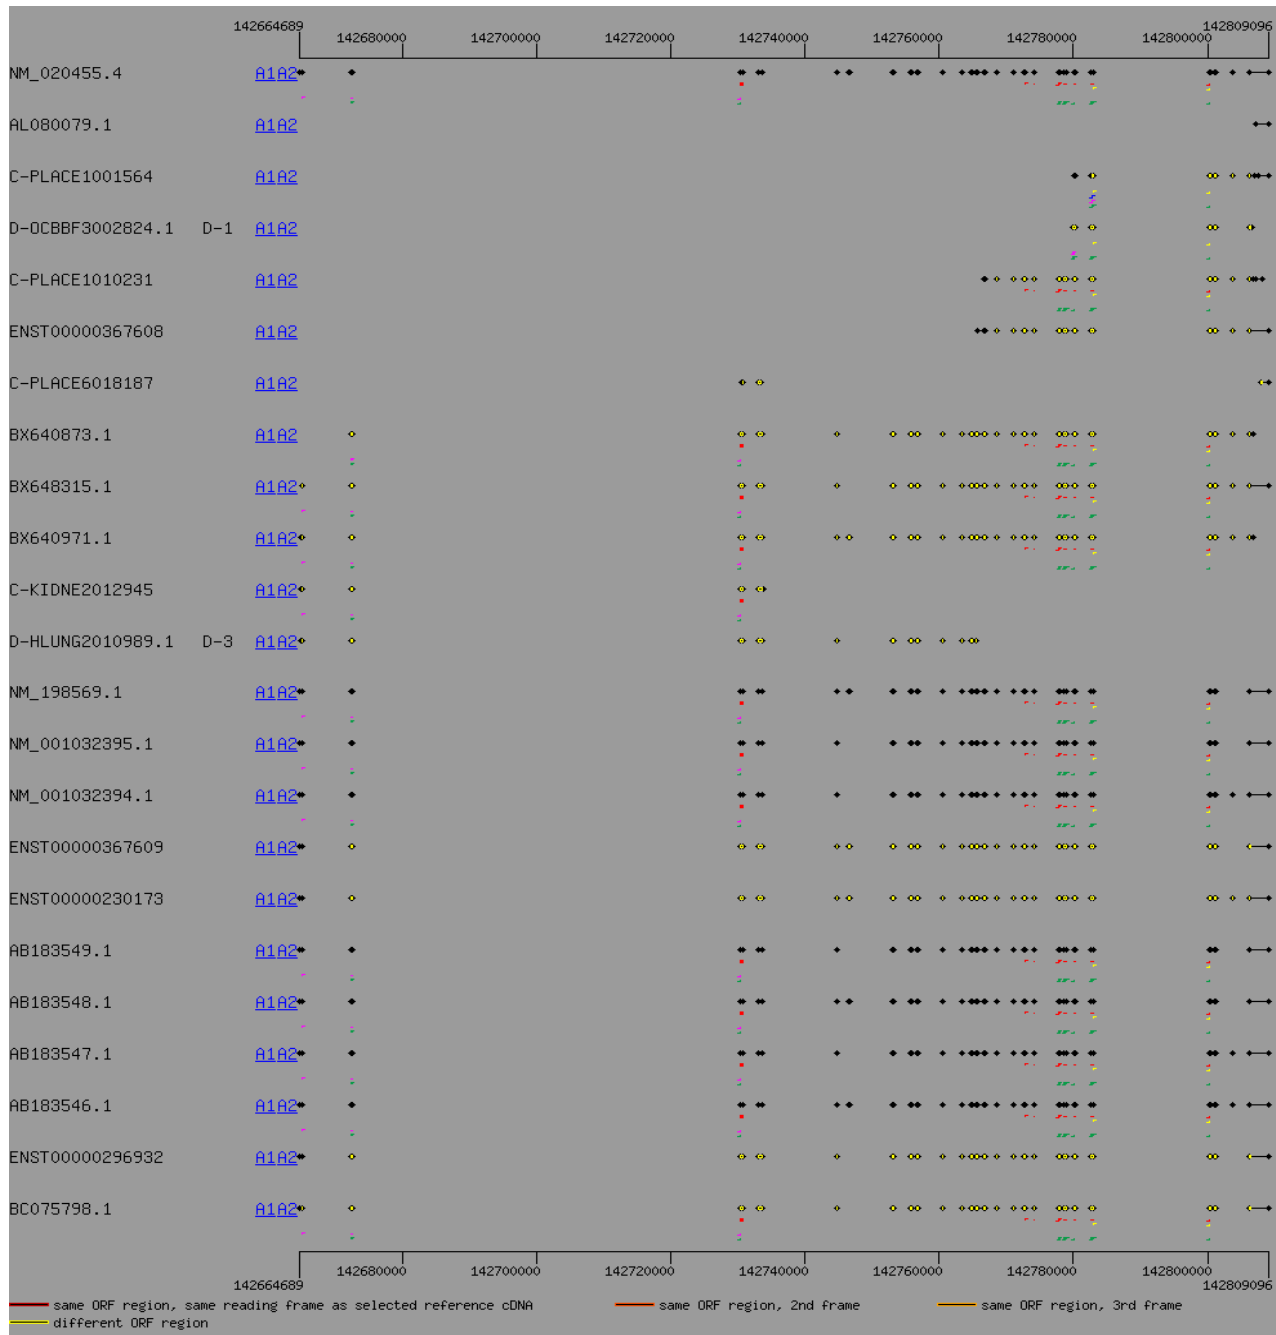 142664689 142809096
142680000 142700000 142720000 142740000 142760000 142780000 142800000
NM_020455.4 A1A2
AL080079.1 A1A2
C-PLACE1001564 A1A2
D-OCBBF3002824.1 D-1 A1A2
C-PLACE1010231 A1A2
ENST00000367608 A1A2
C-PLACE6018187 A1A2
BX640873.1 A1A2
BX648315.1 A1A2
BX640971.1 A1A2
C-KIDNE2012945 A1A2
D-HLUNG2010989.1 D-3 A1A2
NM_198569.1 A1A2
NM_001032395.1 A1A2
NM_001032394.1 A1A2
ENST00000367609 A1A2
ENST00000230173 A1A2
AB183549.1 A1A2
AB183548.1 A1A2
AB183547.1 A1A2
AB183546.1 A1A2
ENST00000296932 A1A2
BC075798.1 A1A2
142680000 142700000 142720000 142740000 142760000 142780000 142800000
142664689 142809096
same ORF region, same reading frame as selected reference cDNA same ORF region, 2nd frame same ORF region, 3rd frame
different ORF region